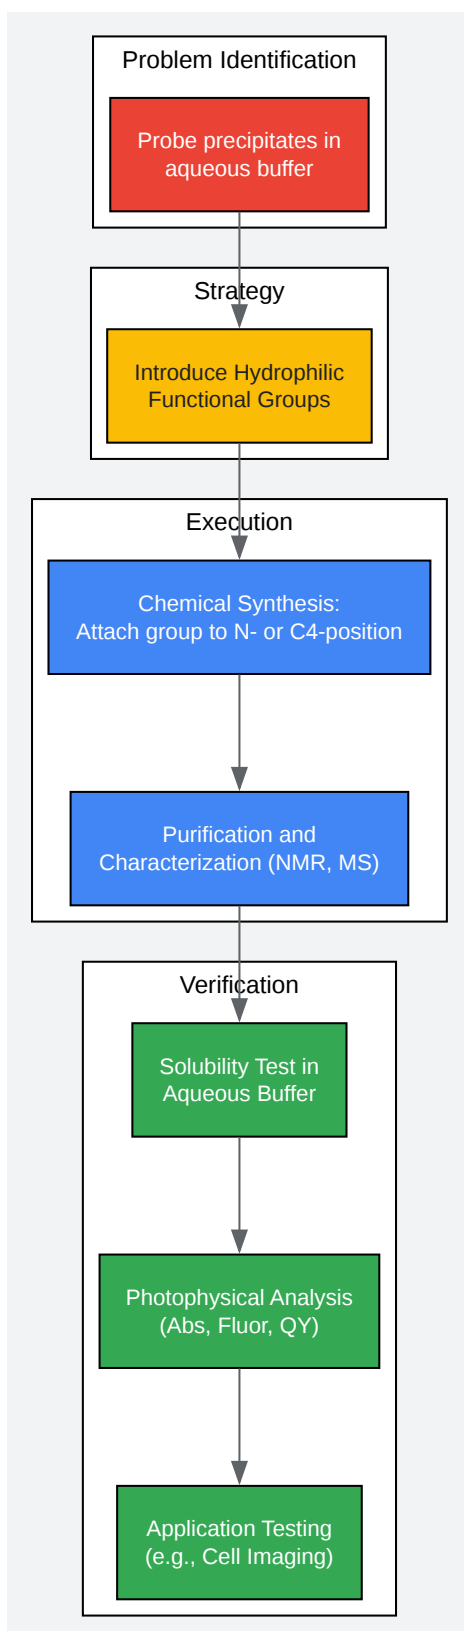 Problem Identification
Probe precipitates in
aqueous buffer
Strategy
Introduce Hydrophilic
Functional Groups
Execution
Chemical Synthesis:
Attach group to N- or C4-position
Purification and
Characterization (NMR, MS)
Verification
Solubility Test in
Aqueous Buffer
Photophysical Analysis
(Abs, Fluor, QY)
Application Testing
(e.g., Cell Imaging)